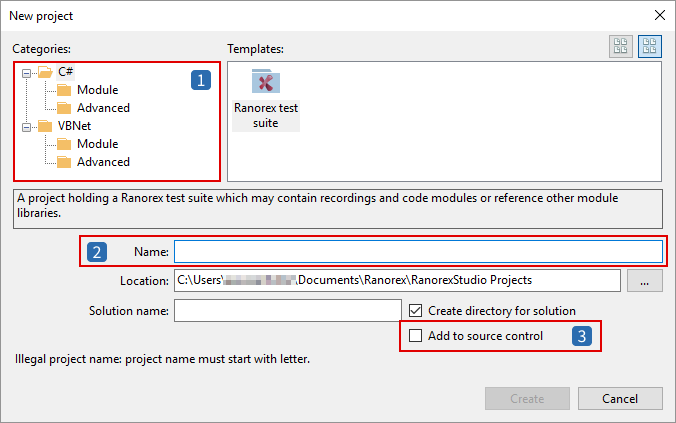 New project
Categories:
Templates:
C#
1
Module
Advanced
VBNet
Module
Advanced
Ranorex test
suite
A project holding a Ranorex test suite which may contain recordings and code modules or reference other module
libraries.
2 Name:
Location: C:\Users\ \Documents\Ranorex\RanorexStudio Projects ...
Solution name: Create directory for solution
Add to source control 3
Illegal project name: project name must start with letter.
Create Cancel